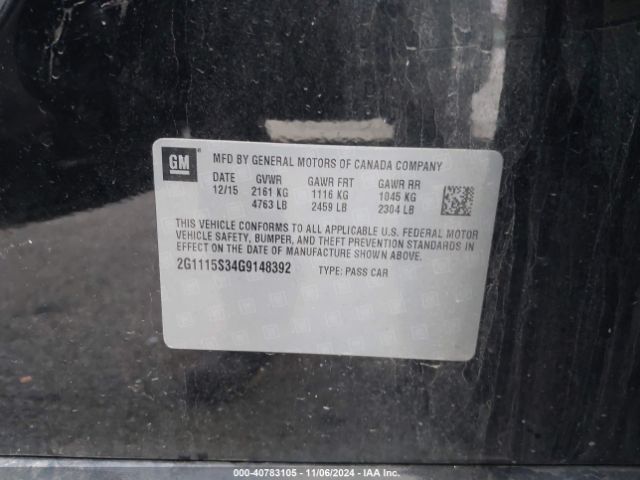 GM
MFD BY GENERAL MOTORS OF CANADA COMPANY
DATE GVWR GAWR FRT GAWR RR
12/15 2161 KG 1116 KG 1045 KG
4763 LB 2459 LB 2304 LB
THIS VEHICLE CONFORMS TO ALL APPLICABLE U.S. FEDERAL MOTOR
VEHICLE SAFETY, BUMPER, AND THEFT PREVENTION STANDARDS IN
EFFECT ON THE DATE OF MANUFACTURE SHOWN ABOVE.
2G1115S34G9148392 TYPE: PASS CAR
000-40783105 - 11/06/2024 - IAA Inc.